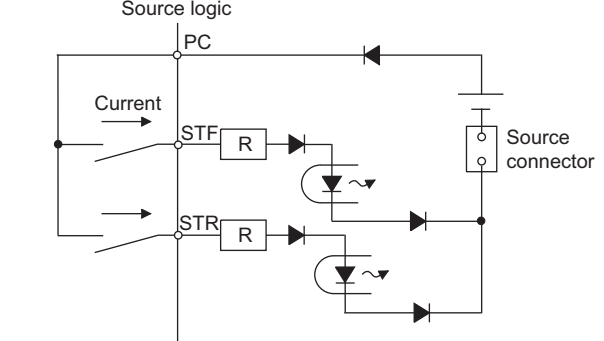 Source logic
PC
Current
STF
R
Source
connector
STR
R